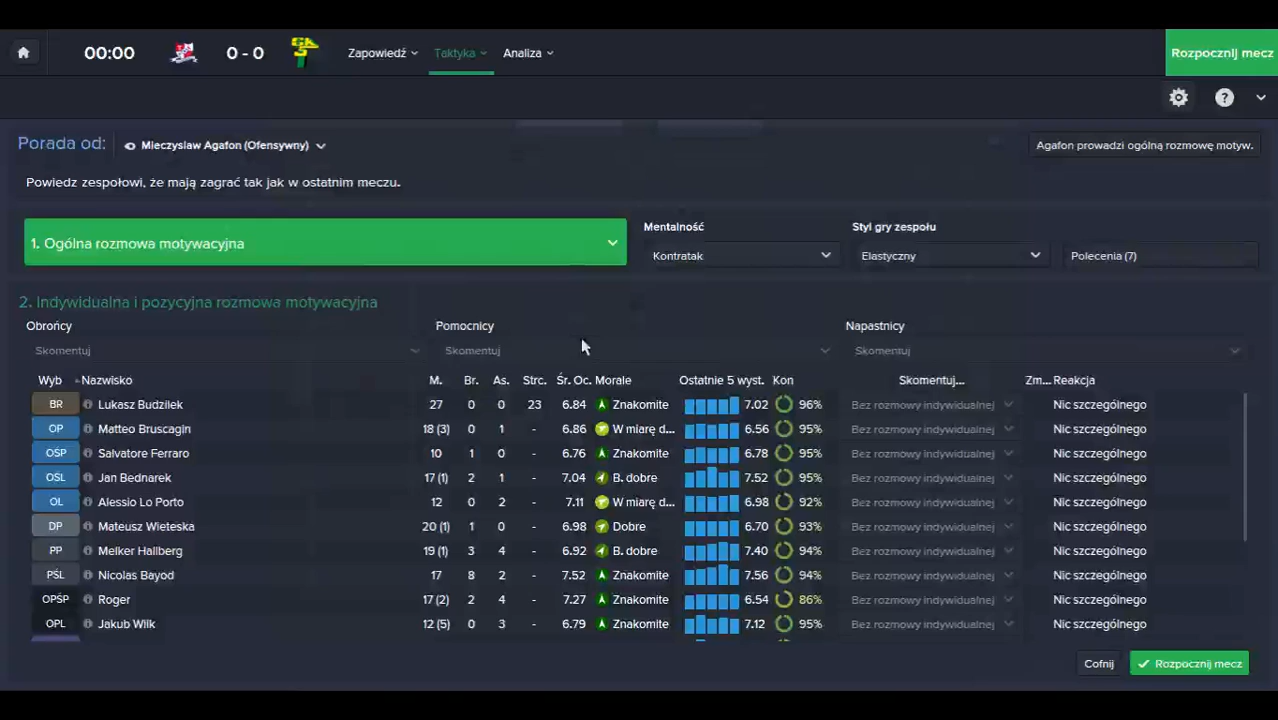 00:00 0 - 0 Zapowiedź Taktyka Analiza Rozpocznij mecz
?
Porada od: Mieczyslaw Agafon (Ofensywny) Agafon prowadzi ogólną rozmowę motyw.
Powiedz zespołowi, że mają zagrać tak jak w ostatnim meczu.
Mentalność Styl gry zespołu
1. Ogólna rozmowa motywacyjna Kontratak Elastyczny Polecenia (7)
2. Indywidualna i pozycyjna rozmowa motywacyjna
Obrońcy Pomocnicy Napastnicy
Skomentuj Skomentuj Skomentuj
Wyb Nazwisko M. Br. As. Strc. Śr. Oc. Morale Ostatnie 5 wyst. Kon Skomentuj... Zm... Reakcja
BR Lukasz Budzilek 27 0 0 23 6.84 Znakomite 7.02 96% Bez rozmowy indywidualnej Nic szczególnego
OP Matteo Bruscagin 18 (3) 0 1 - 6.86 W miarę d... 6.56 95% Bez rozmowy indywidualnej Nic szczególnego
OŚP Salvatore Ferraro 10 1 0 - 6.76 Znakomite 6.78 95% Bez rozmowy indywidualnej Nic szczególnego
OŚL Jan Bednarek 17 (1) 2 1 - 7.04 B. dobre 7.52 95% Bez rozmowy indywidualnej Nic szczególnego
OL Alessio Lo Porto 12 0 2 - 7.11 W miarę d... 6.98 92% Bez rozmowy indywidualnej Nic szczególnego
DP Mateusz Wieteska 20 (1) 1 0 - 6.98 Dobre 6.70 93% Bez rozmowy indywidualnej Nic szczególnego
PP Melker Hallberg 19 (1) 3 4 - 6.92 B. dobre 7.40 94% Bez rozmowy indywidualnej Nic szczególnego
PŚL Nicolas Bayod 17 8 2 - 7.52 Znakomite 7.56 94% Bez rozmowy indywidualnej Nic szczególnego
OPŚP Roger 17 (2) 2 4 - 7.27 Znakomite 6.54 86% Bez rozmowy indywidualnej Nic szczególnego
OPL Jakub Wilk 12 (5) 0 3 - 6.79 Znakomite 7.12 95% Bez rozmowy indywidualnej Nic szczególnego
Cofnij Rozpocznij mecz